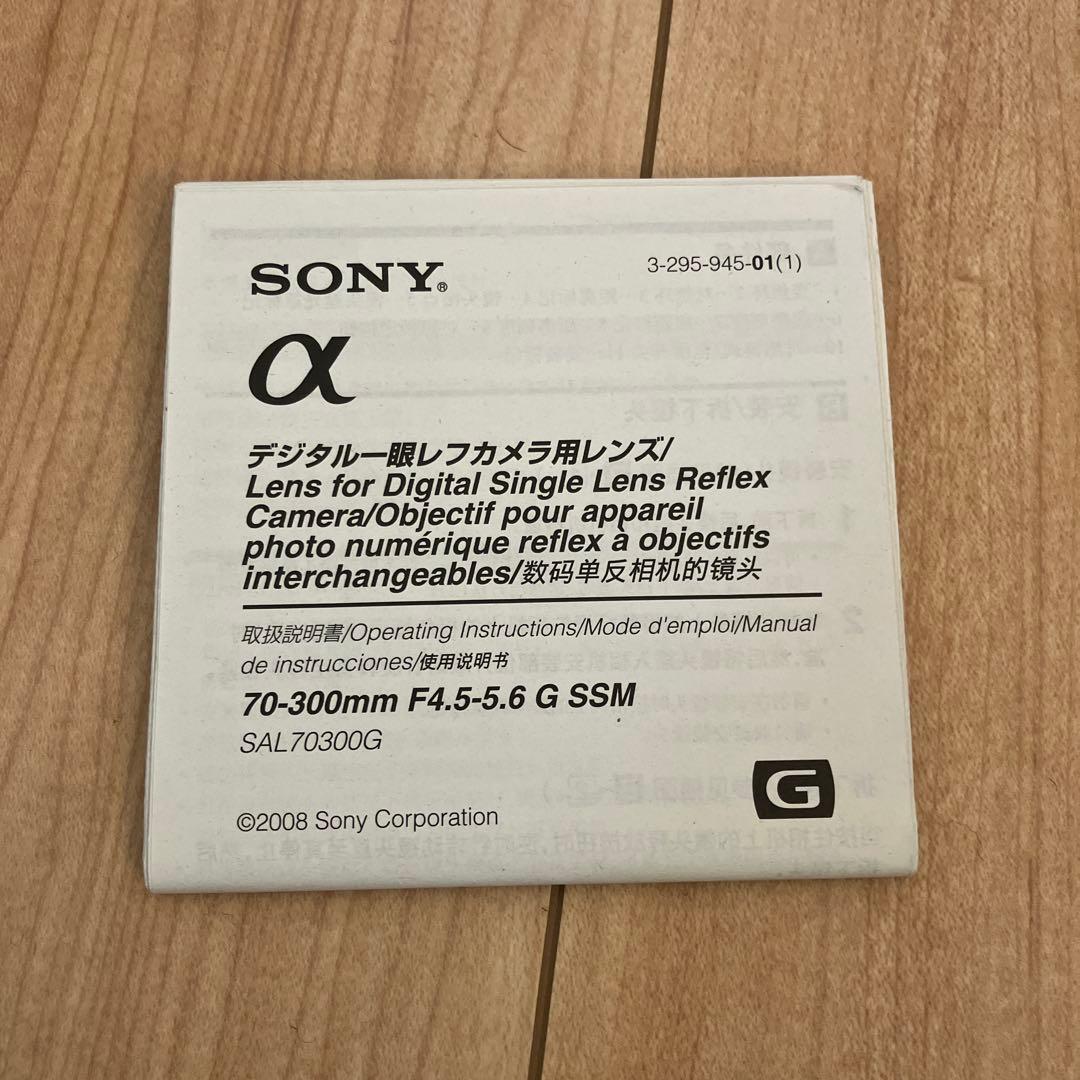 SONY®
3-295-945-01(1)
α
デジタル一眼レフカメラ用レンズ/
Lens for Digital Single Lens Reflex
Camera/Objectif pour appareil
photo numérique reflex à objectifs
interchangeables/数码单反相机的镜头
取扱説明書/Operating Instructions/Mode d'emploi/Manual
de instrucciones/使用说明书
70-300mm F4.5-5.6 G SSM
SAL70300G
G
©2008 Sony Corporation